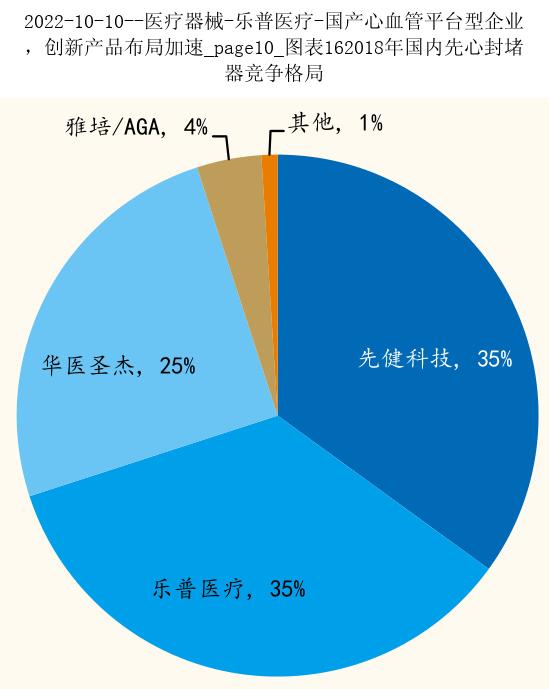 2022-10-10--医疗器械-乐普医疗-国产心血管平台型企业
，创新产品布局加速_page10_图表162018年国内先心封堵
器竞争格局
雅培/AGA, 4%
其他, 1%
先健科技, 35%
华医圣杰, 25%
乐普医疗, 35%